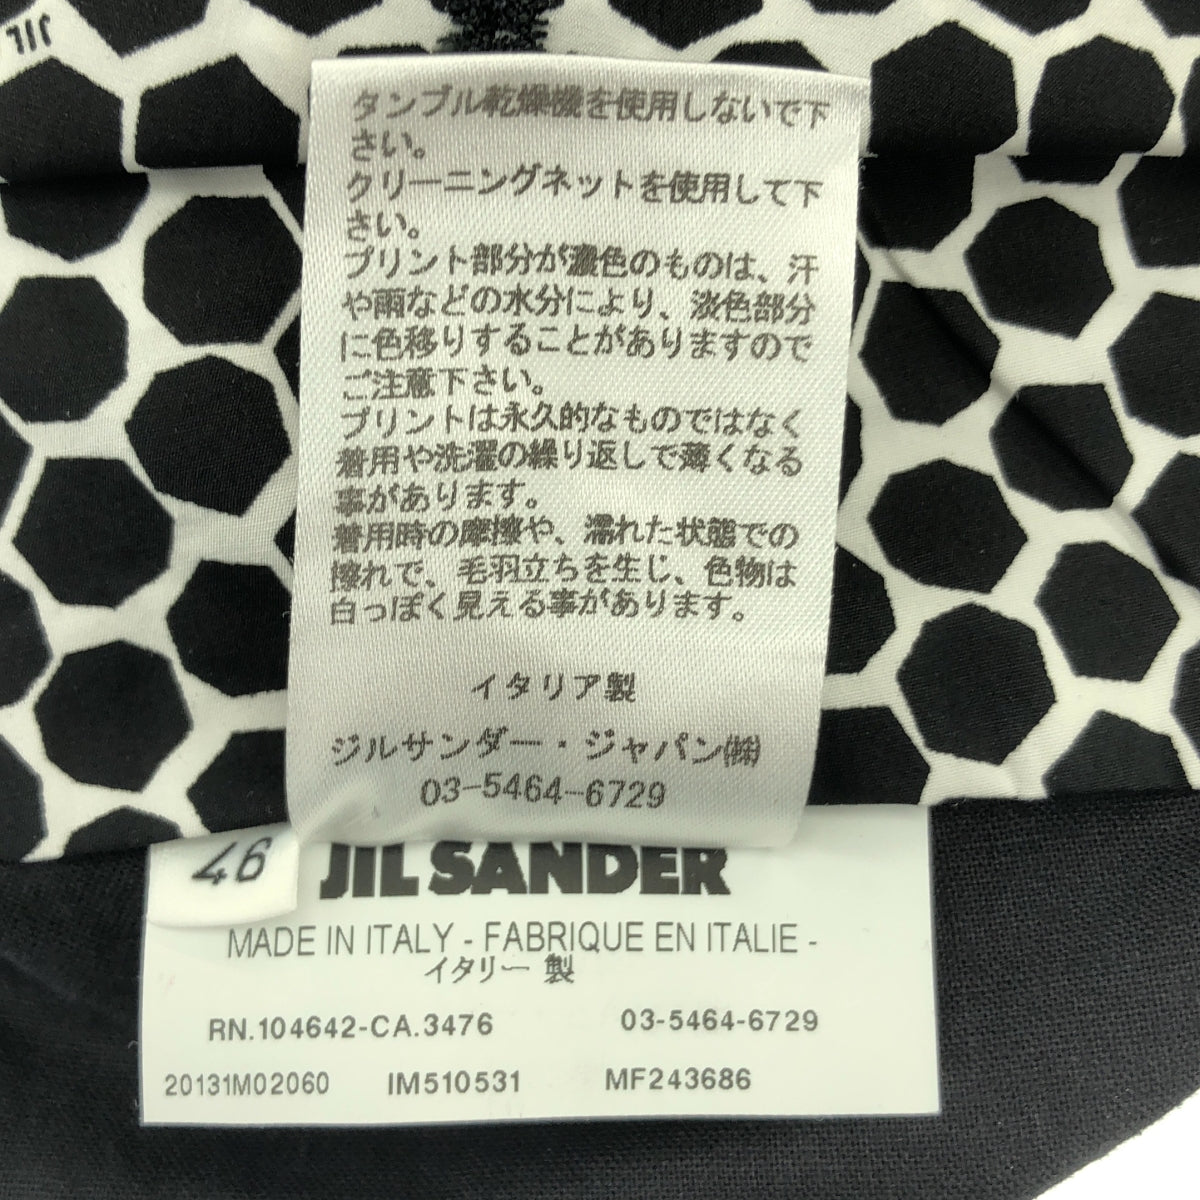 JIL
タンブル乾燥機を使用しないで下
さい。
クリーニングネットを使用して下
さい。
プリント部分が濃色のものは、汗
や雨などの水分により、淡色部分
に色移りすることがありますので
ご注意下さい。
プリントは永久的なものではなく
着用や洗濯の繰り返しで薄くなる
事があります。
着用時の摩擦や、濡れた状態での
擦れで、毛羽立ちを生じ、色物は
白っぽく見える事があります。
イタリア製
ジルサンダー・ジャパン㈱
03-5464-6729
46
JIL SANDER
MADE IN ITALY - FABRIQUE EN ITALIE -
イタリー 製
RN.104642-CA.3476 03-5464-6729
20131M02060 IM510531 MF243686